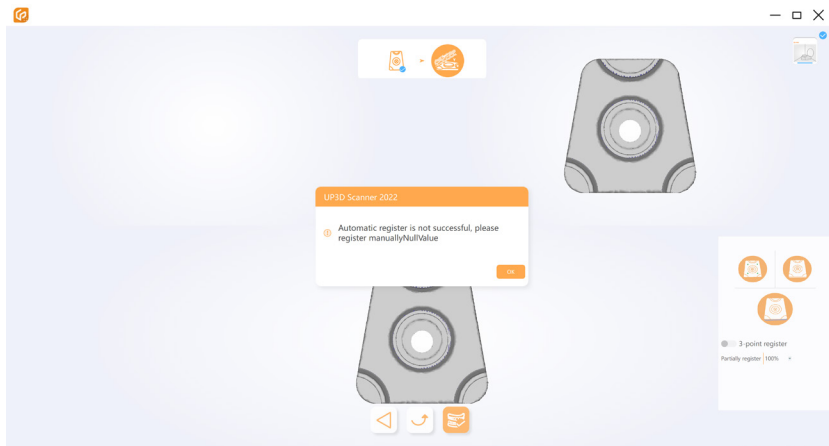 UP3D Scanner 2022
Automatic register is not successful, please
register manuallyNullValue
Ok
3-point register
Partially register 100%